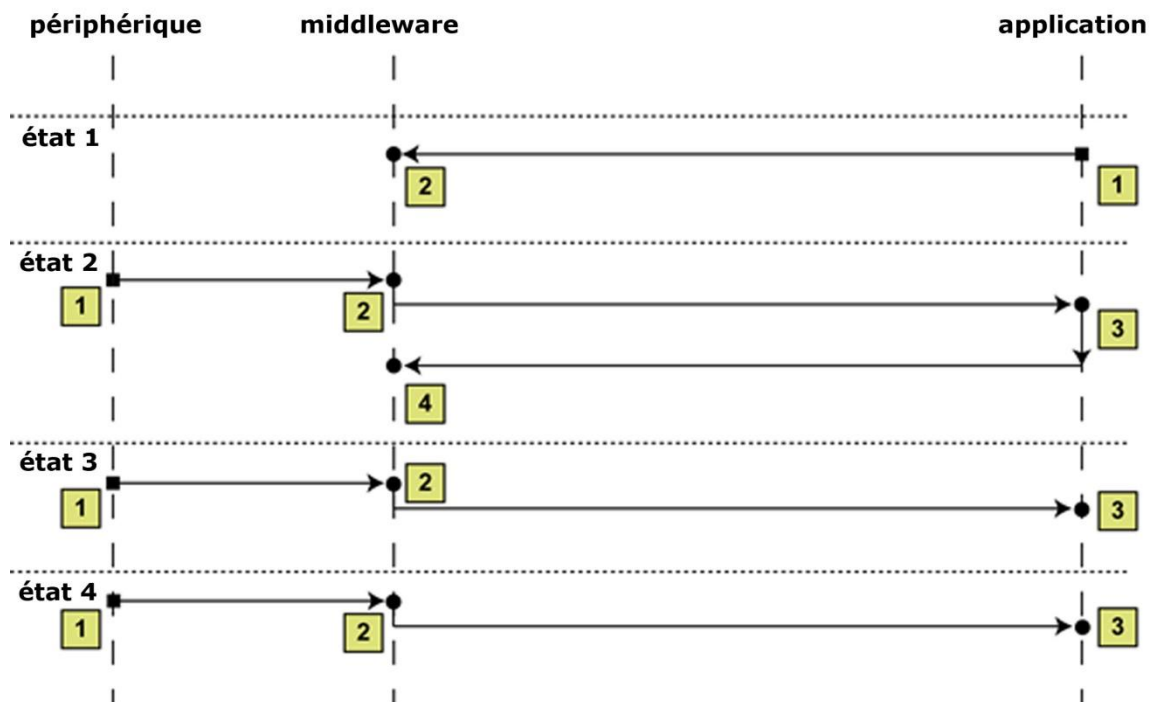 périphérique middleware application
état 1
2 1
état 2
1 2 3
4
état 3
1 2 3
état 4
1 2 3